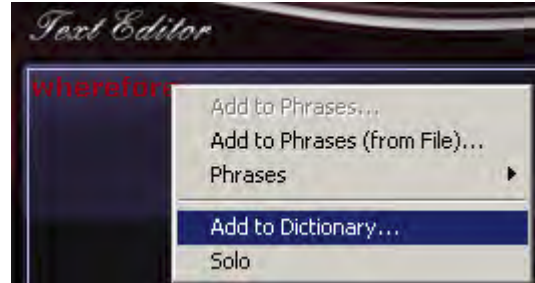 Text Editor
wherefore
Add to Phrases...
Add to Phrases (from File)...
Phrases
Add to Dictionary...
Solo